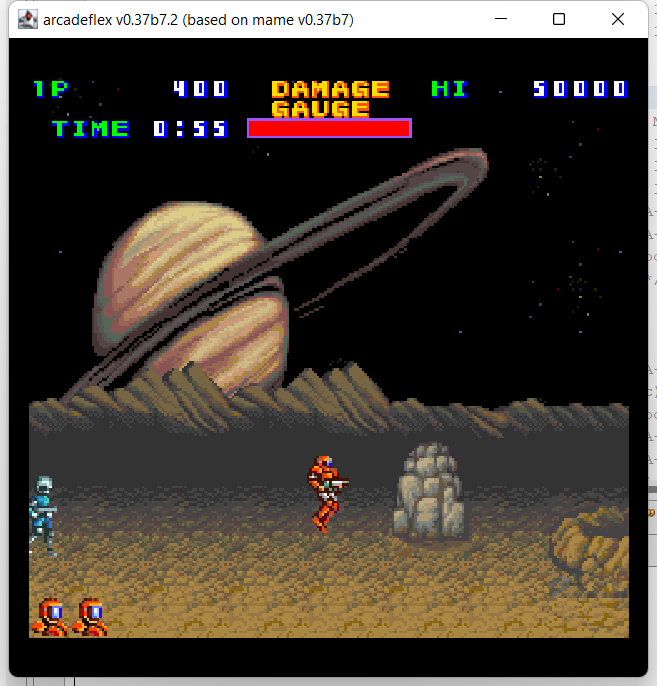 arcadeflex v0.37b7.2 (based on mame v0.37b7)
1P 400 DAMAGE HI 50000
GAUGE
TIME 0:55